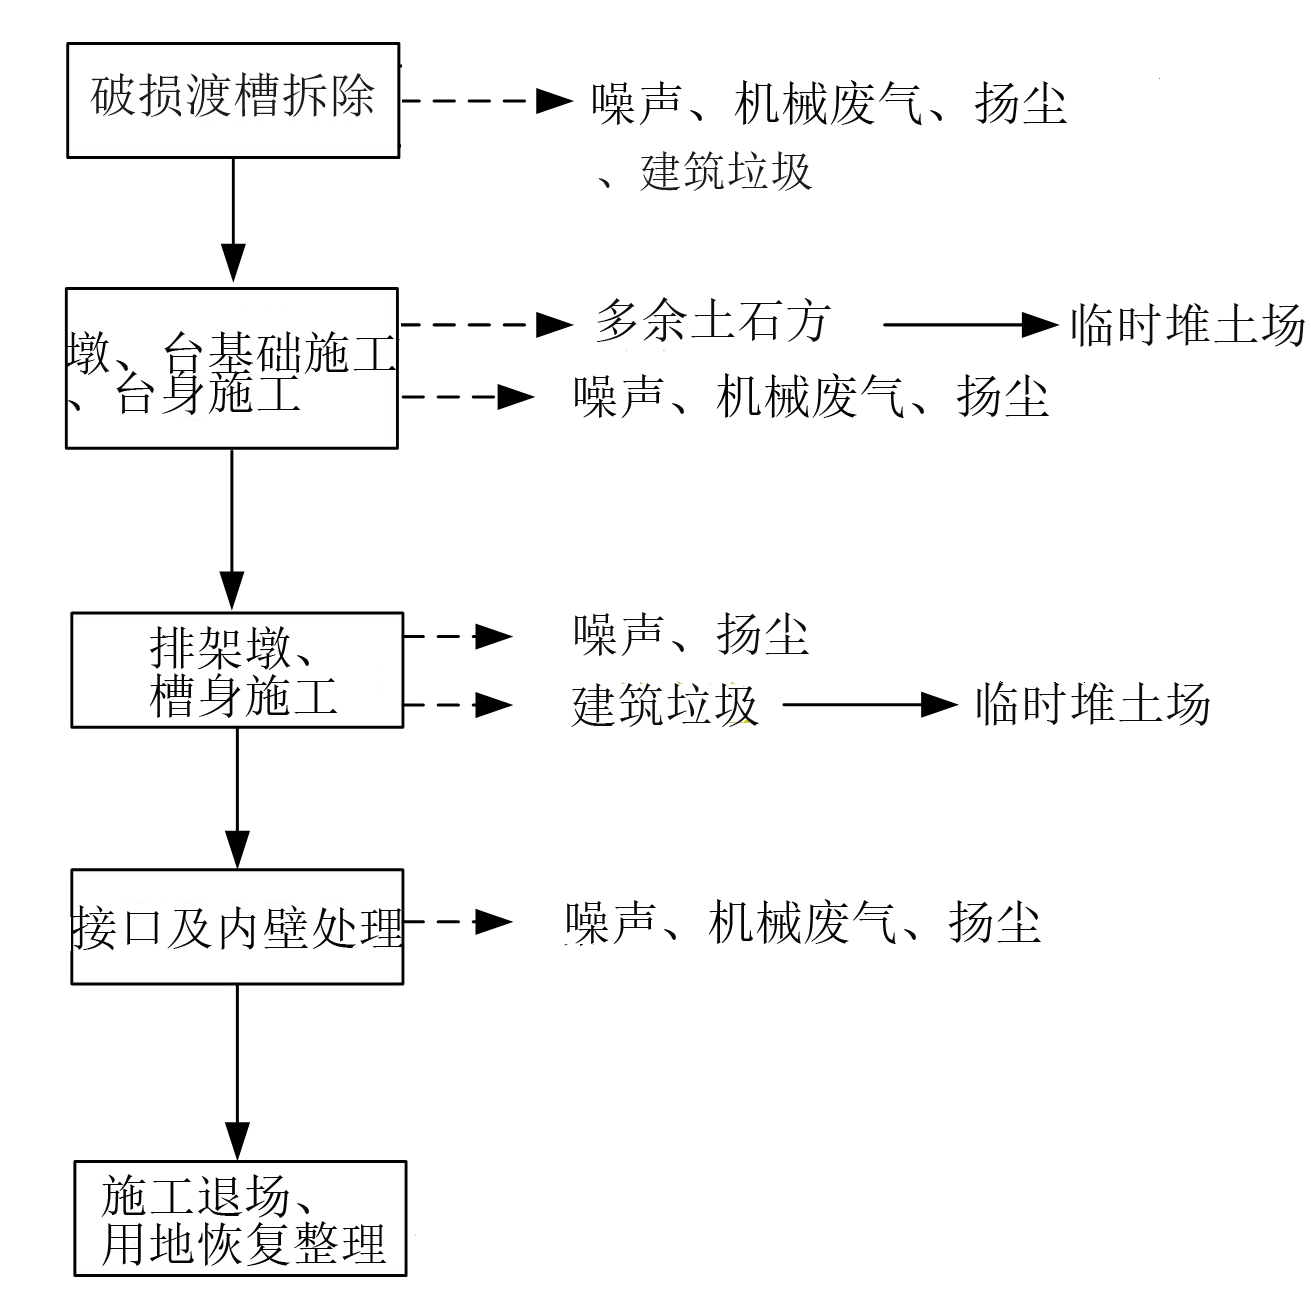 破损渡槽拆除
噪声、机械废气、扬尘
、建筑垃圾
墩、台基础施工
、台身施工
多余土石方
临时堆土场
噪声、机械废气、扬尘
排架墩、
槽身施工
噪声、扬尘
建筑垃圾
临时堆土场
接口及内壁处理
噪声、机械废气、扬尘
施工退场、
用地恢复整理